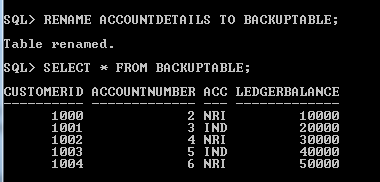 SQL> RENAME ACCOUNTDETAILS TO BACKUPTABLE;
Table renamed.
SQL> SELECT * FROM BACKUPTABLE;
CUSTOMERID ACCOUNTNUMBER ACC LEDGERBALANCE
---------- ------------- --- -------------
1000 2 NRI 10000
1001 3 IND 20000
1002 4 NRI 30000
1003 5 IND 40000
1004 6 NRI 50000